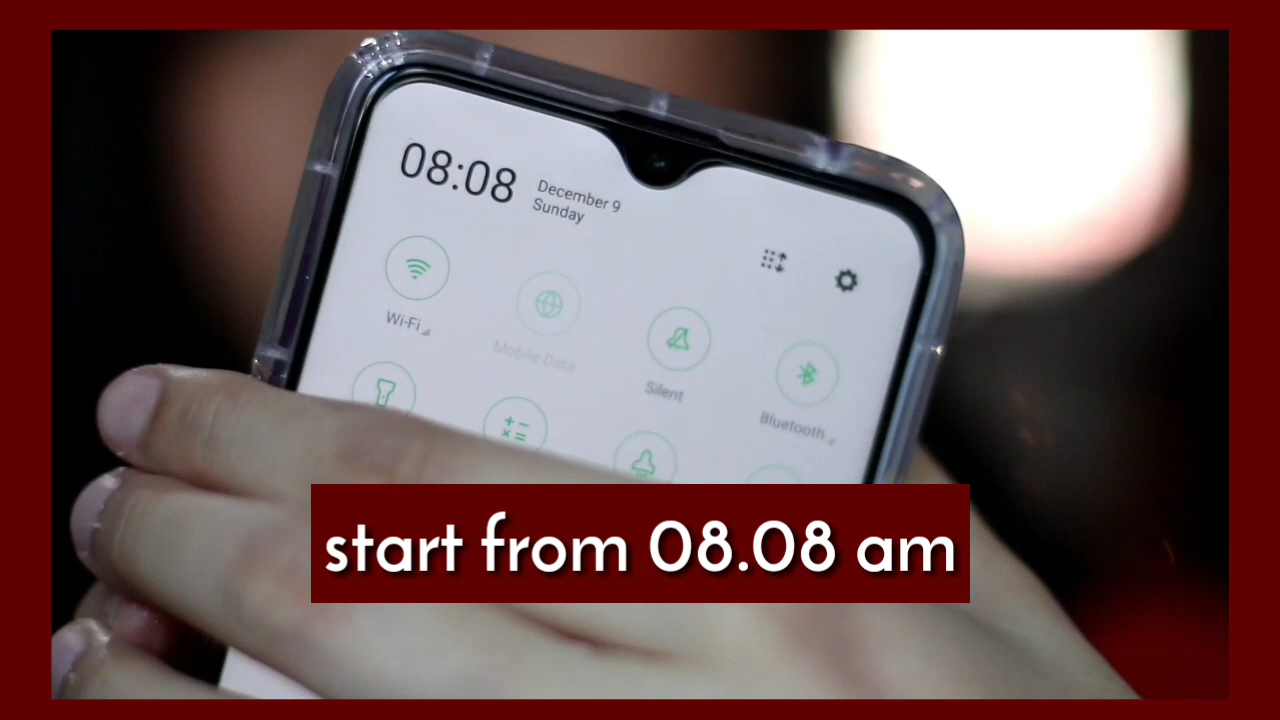 08:08
December 9
Sunday
Wi-Fi
Mobile Data
Silent
Bluetooth
start from 08.08 am